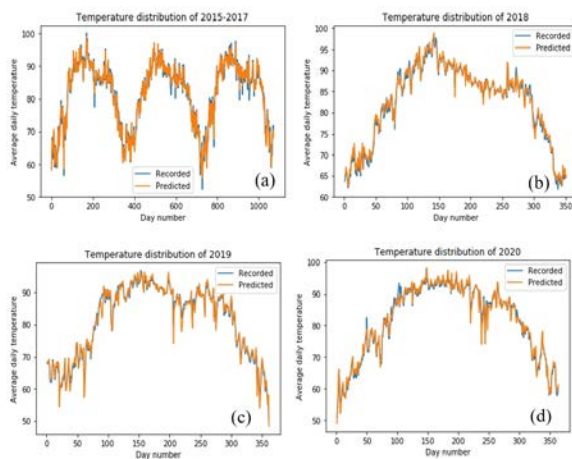 Temperature distribution of 2015-2017
Average daily temperature
100
90
80
70
60
50
Recorded
Predicted
(a)
0
200
400
600
800
1000
Day number
Temperature distribution of 2018
Average daily temperature
100
95
90
85
80
75
70
65
60
Recorded
Predicted
(b)
0
50
100
150
200
250
300
350
Day number
Temperature distribution of 2019
Average daily temperature
90
80
70
60
50
Recorded
Predicted
(c)
0
50
100
150
200
250
300
350
Day number
Temperature distribution of 2020
Average daily temperature
100
90
80
70
60
50
Recorded
Predicted
(d)
0
50
100
150
200
250
300
350
Day number